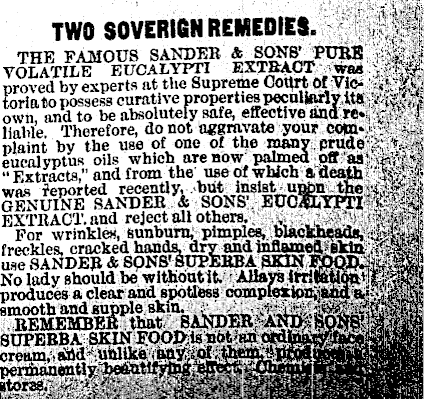 TWO SOVERIGN REMEDIES.
THE FAMOUS SANDER & SONS' PURE
VOLATILE EUCALYPTI EXTRACT was
proved by experts at the Supreme Court of Vic-
toria to possess curative properties peculiarly its
own, and to be absolutely safe, effective and re-
liable. Therefore, do not aggravate your com-
plaint by the use of one of the many crude
eucalyptus oils which are now palmed off as
"Extracts," and from the use of which a death
was reported recently, but insist upon the
GENUINE SANDER & SONS' EUCALYPTI
EXTRACT. and reject all others.
For wrinkles, sunburn, pimples, blackheads,
freckles, cracked hands, dry and inflamed skin
use SANDER & SONS' SUPERBA SKIN FOOD.
No lady should be without it. Allays irritation
produces a clear and spotless complexion, and a
smooth and supple skin.
REMEMBER that SANDER AND SONS'
SUPERBA SKIN FOOD is not an ordinary face
cream, and unlike any of them, produces a
permanently beautifying effect. Chemists and
stores.